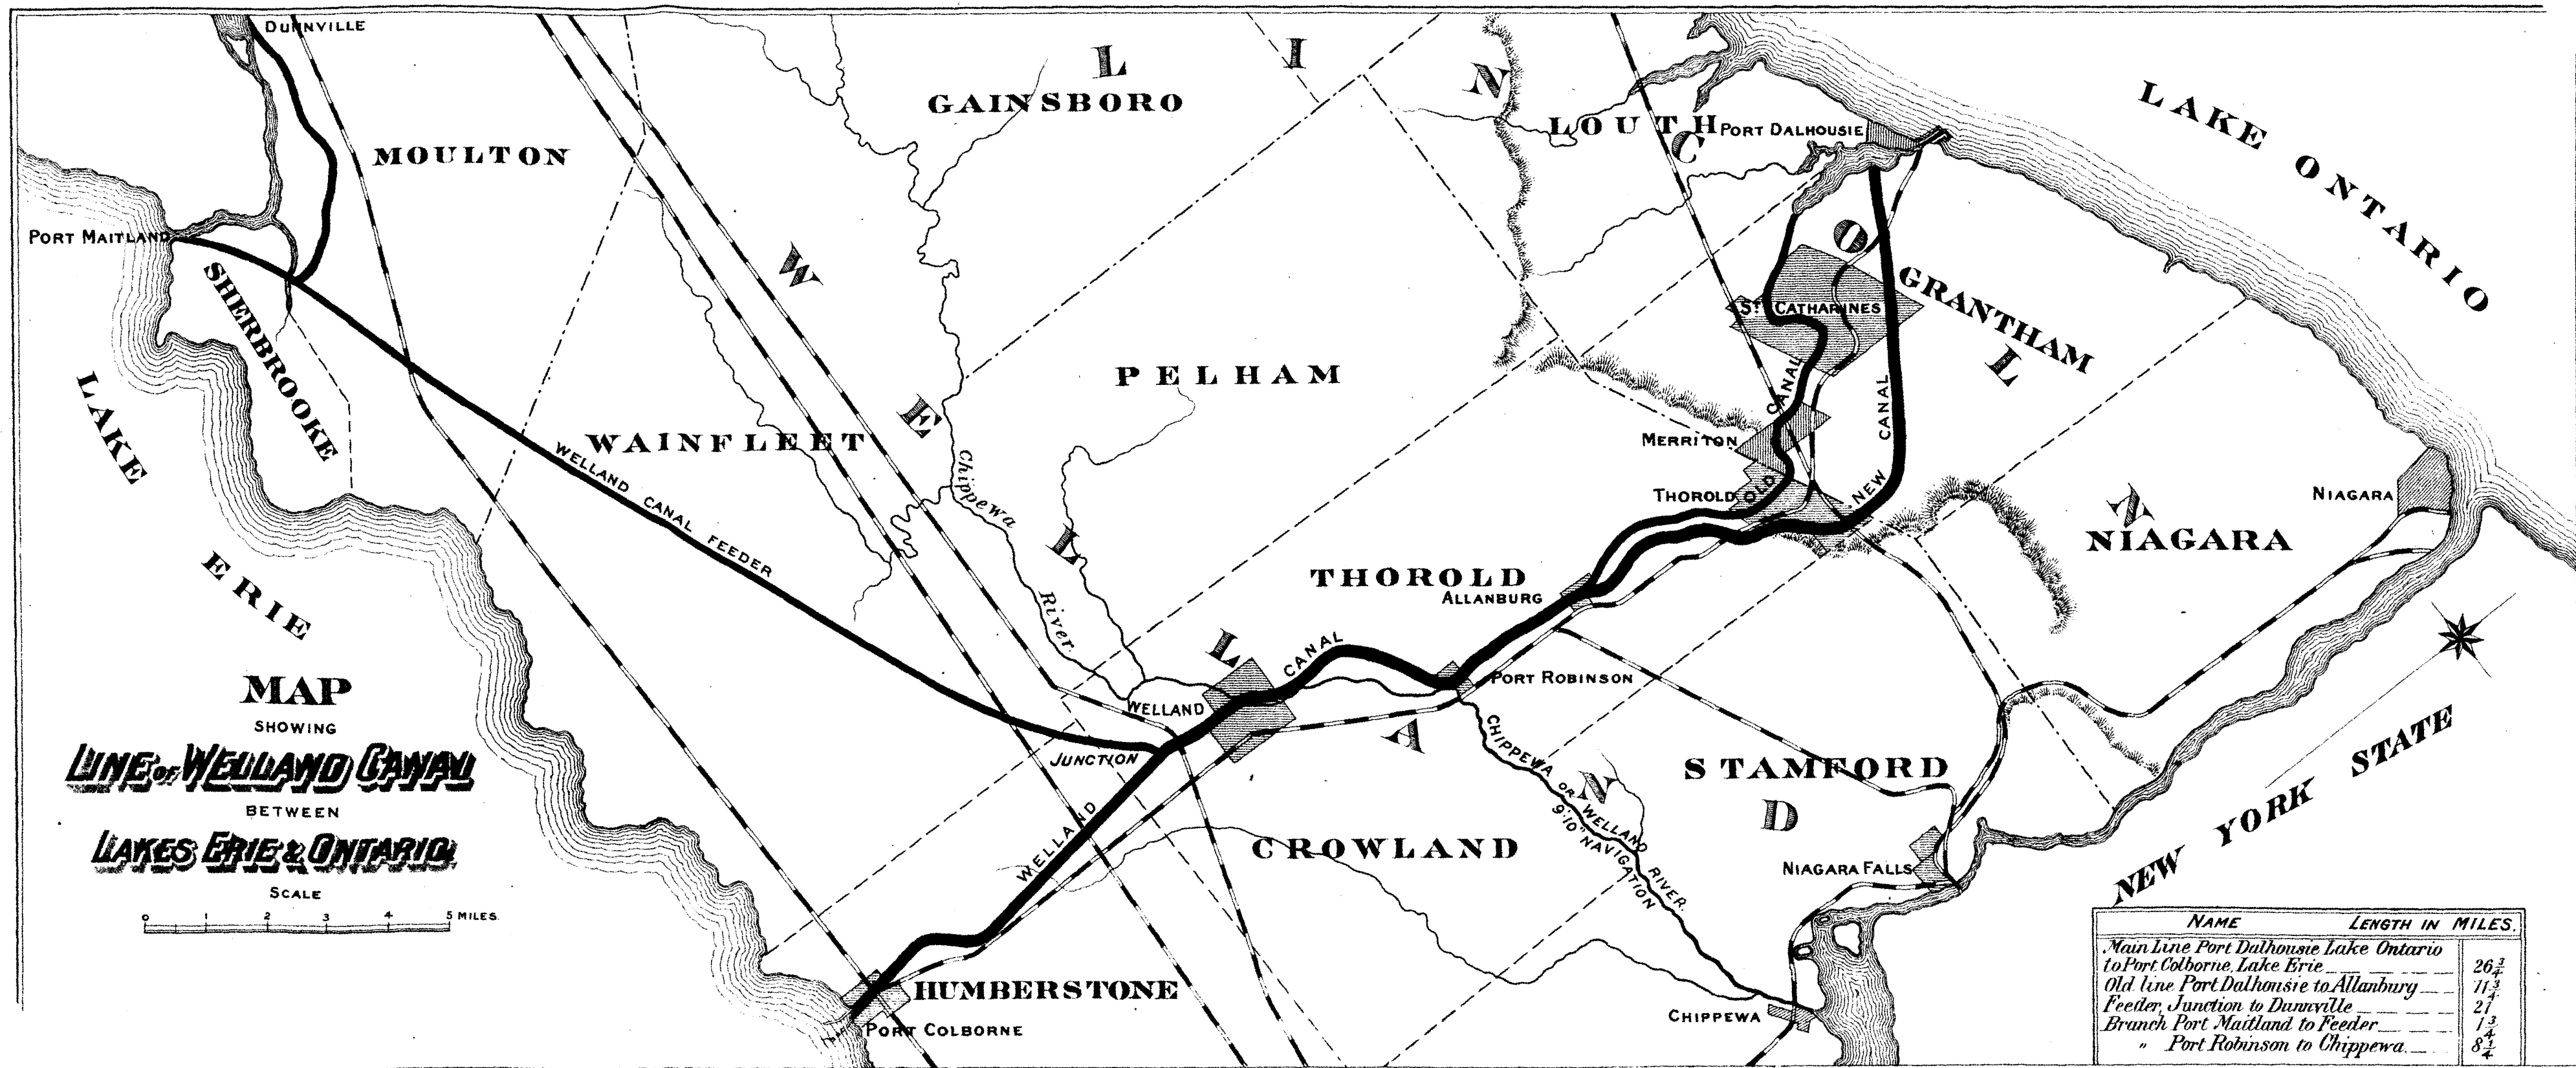 DUNNVILLE
MOULTON
PORT MAITLAND
SHERBROOKE
LAKE ERIE
WAINFLEET
WELLAND CANAL FEEDER
GAINSBORO
LINCOLN
LOUTH
PORT DALHOUSIE
LAKE ONTARIO
GRANTHAM
ST. CATHARINES
PELHAM
WELLAND
Chippewa River.
OLD CANAL
NEW CANAL
MERRITON
THOROLD
NIAGARA
NIAGARA
THOROLD
ALLANBURG
PORT ROBINSON
WELLAND
JUNCTION
WELLAND CANAL
CHIPPEWA OR WELLAND RIVER.
9'.10" NAVIGATION
STAMFORD
CROWLAND
NIAGARA FALLS
NEW YORK STATE
CHIPPEWA
HUMBERSTONE
PORT COLBORNE
MAP
SHOWING
LINE OF WELLAND CANAL
BETWEEN
LAKES ERIE & ONTARIO
SCALE
0 1 2 3 4 5 MILES.
NAME LENGTH IN MILES.
Main Line Port Dalhousie Lake Ontario
to Port Colborne, Lake Erie 26 3/4
Old line Port Dalhousie to Allanburg 11 3/4
Feeder, Junction to Dunnville 21
Branch Port Maitland to Feeder 1 3/4
" Port Robinson to Chippewa. 8 1/4